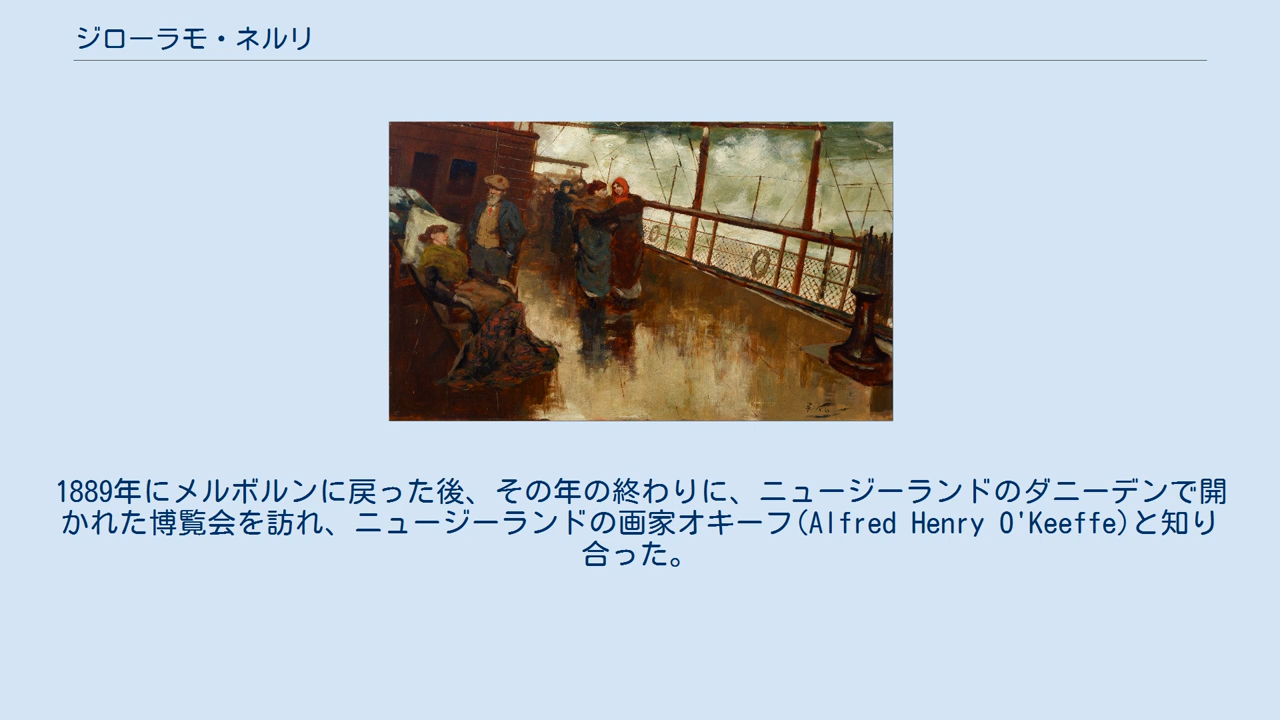 ジローラモ・ネルリ
1889年にメルボルンに戻った後、その年の終わりに、ニュージーランドのダニーデンで開
かれた博覧会を訪れ、ニュージーランドの画家オキーフ(Alfred Henry O'Keeffe)と知り
合った。